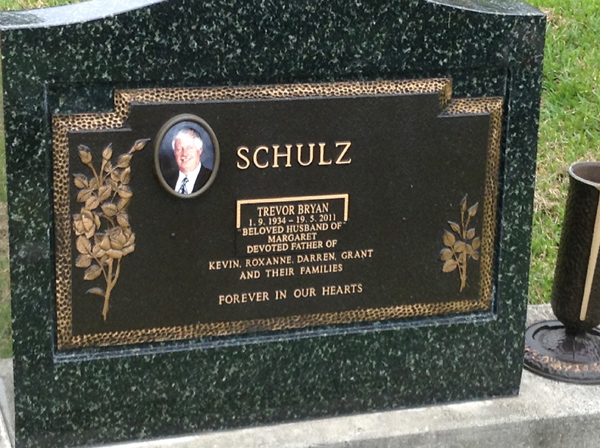 SCHULZ
TREVOR BRYAN
1. 9. 1934 – 19. 5. 2011
BELOVED HUSBAND OF
MARGARET
DEVOTED FATHER OF
KEVIN, ROXANNE, DARREN, GRANT
AND THEIR FAMILIES
FOREVER IN OUR HEARTS